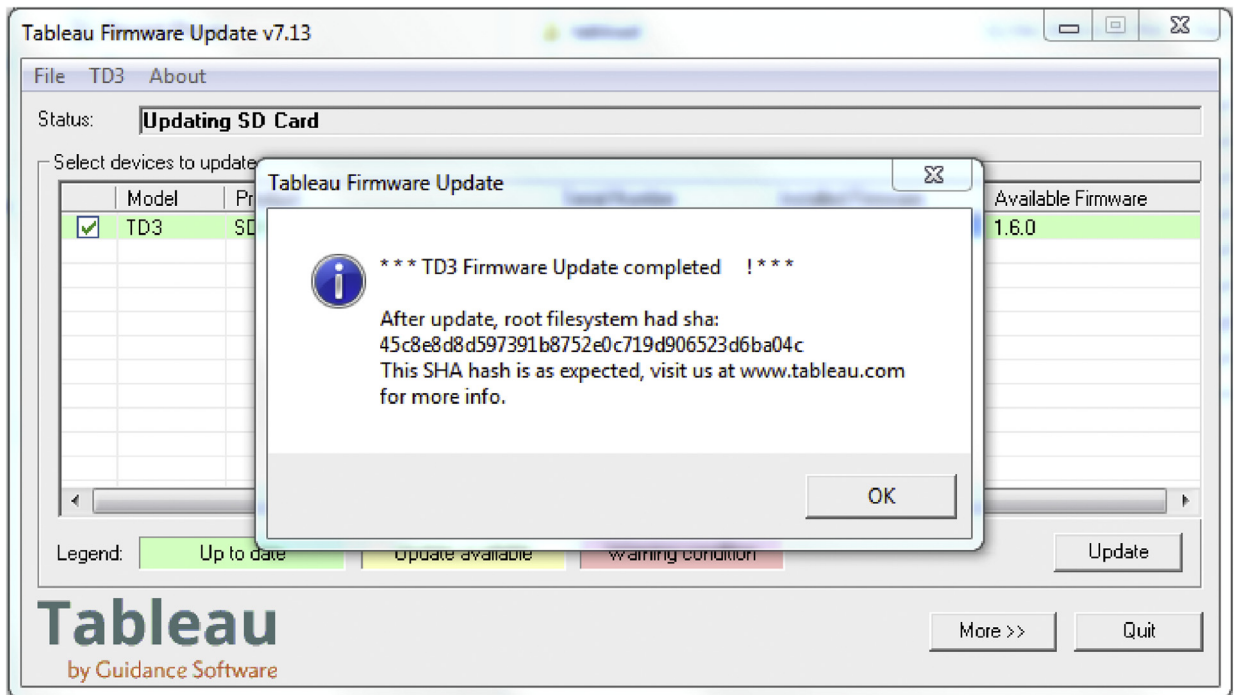 Tableau Firmware Update v7.13
File TD3 About
Status: Updating SD Card
Select devices to update
Model Pr Available Firmware
TD3 SD 1.6.0
Tableau Firmware Update
*** TD3 Firmware Update completed !***
After update, root filesystem had sha:
45c8e8d8d597391b8752e0c719d906523d6ba04c
This SHA hash is as expected, visit us at www.tableau.com
for more info.
OK
Legend: Up to date Update available Warning condition Update
Tableau
by Guidance Software
More >> Quit